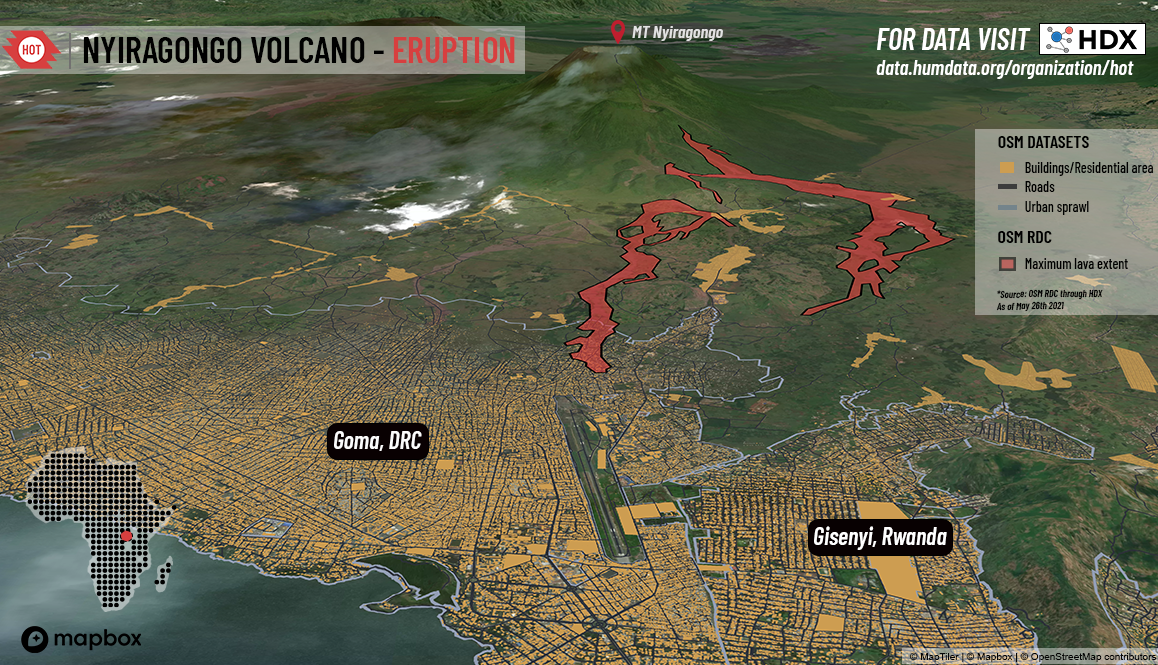 HOT
NYIRAGONGO VOLCANO - ERUPTION
MT Nyiragongo
FOR DATA VISIT HDX
data.humdata.org/organization/hot
OSM DATASETS
Buildings/Residential area
Roads
Urban sprawl
OSM RDC
Maximum lava extent
*Source: OSM RDC through HDX
As of May 26th 2021
Goma, DRC
Gisenyi, Rwanda
mapbox
© MapTiler | © Mapbox | © OpenStreetMap contributors